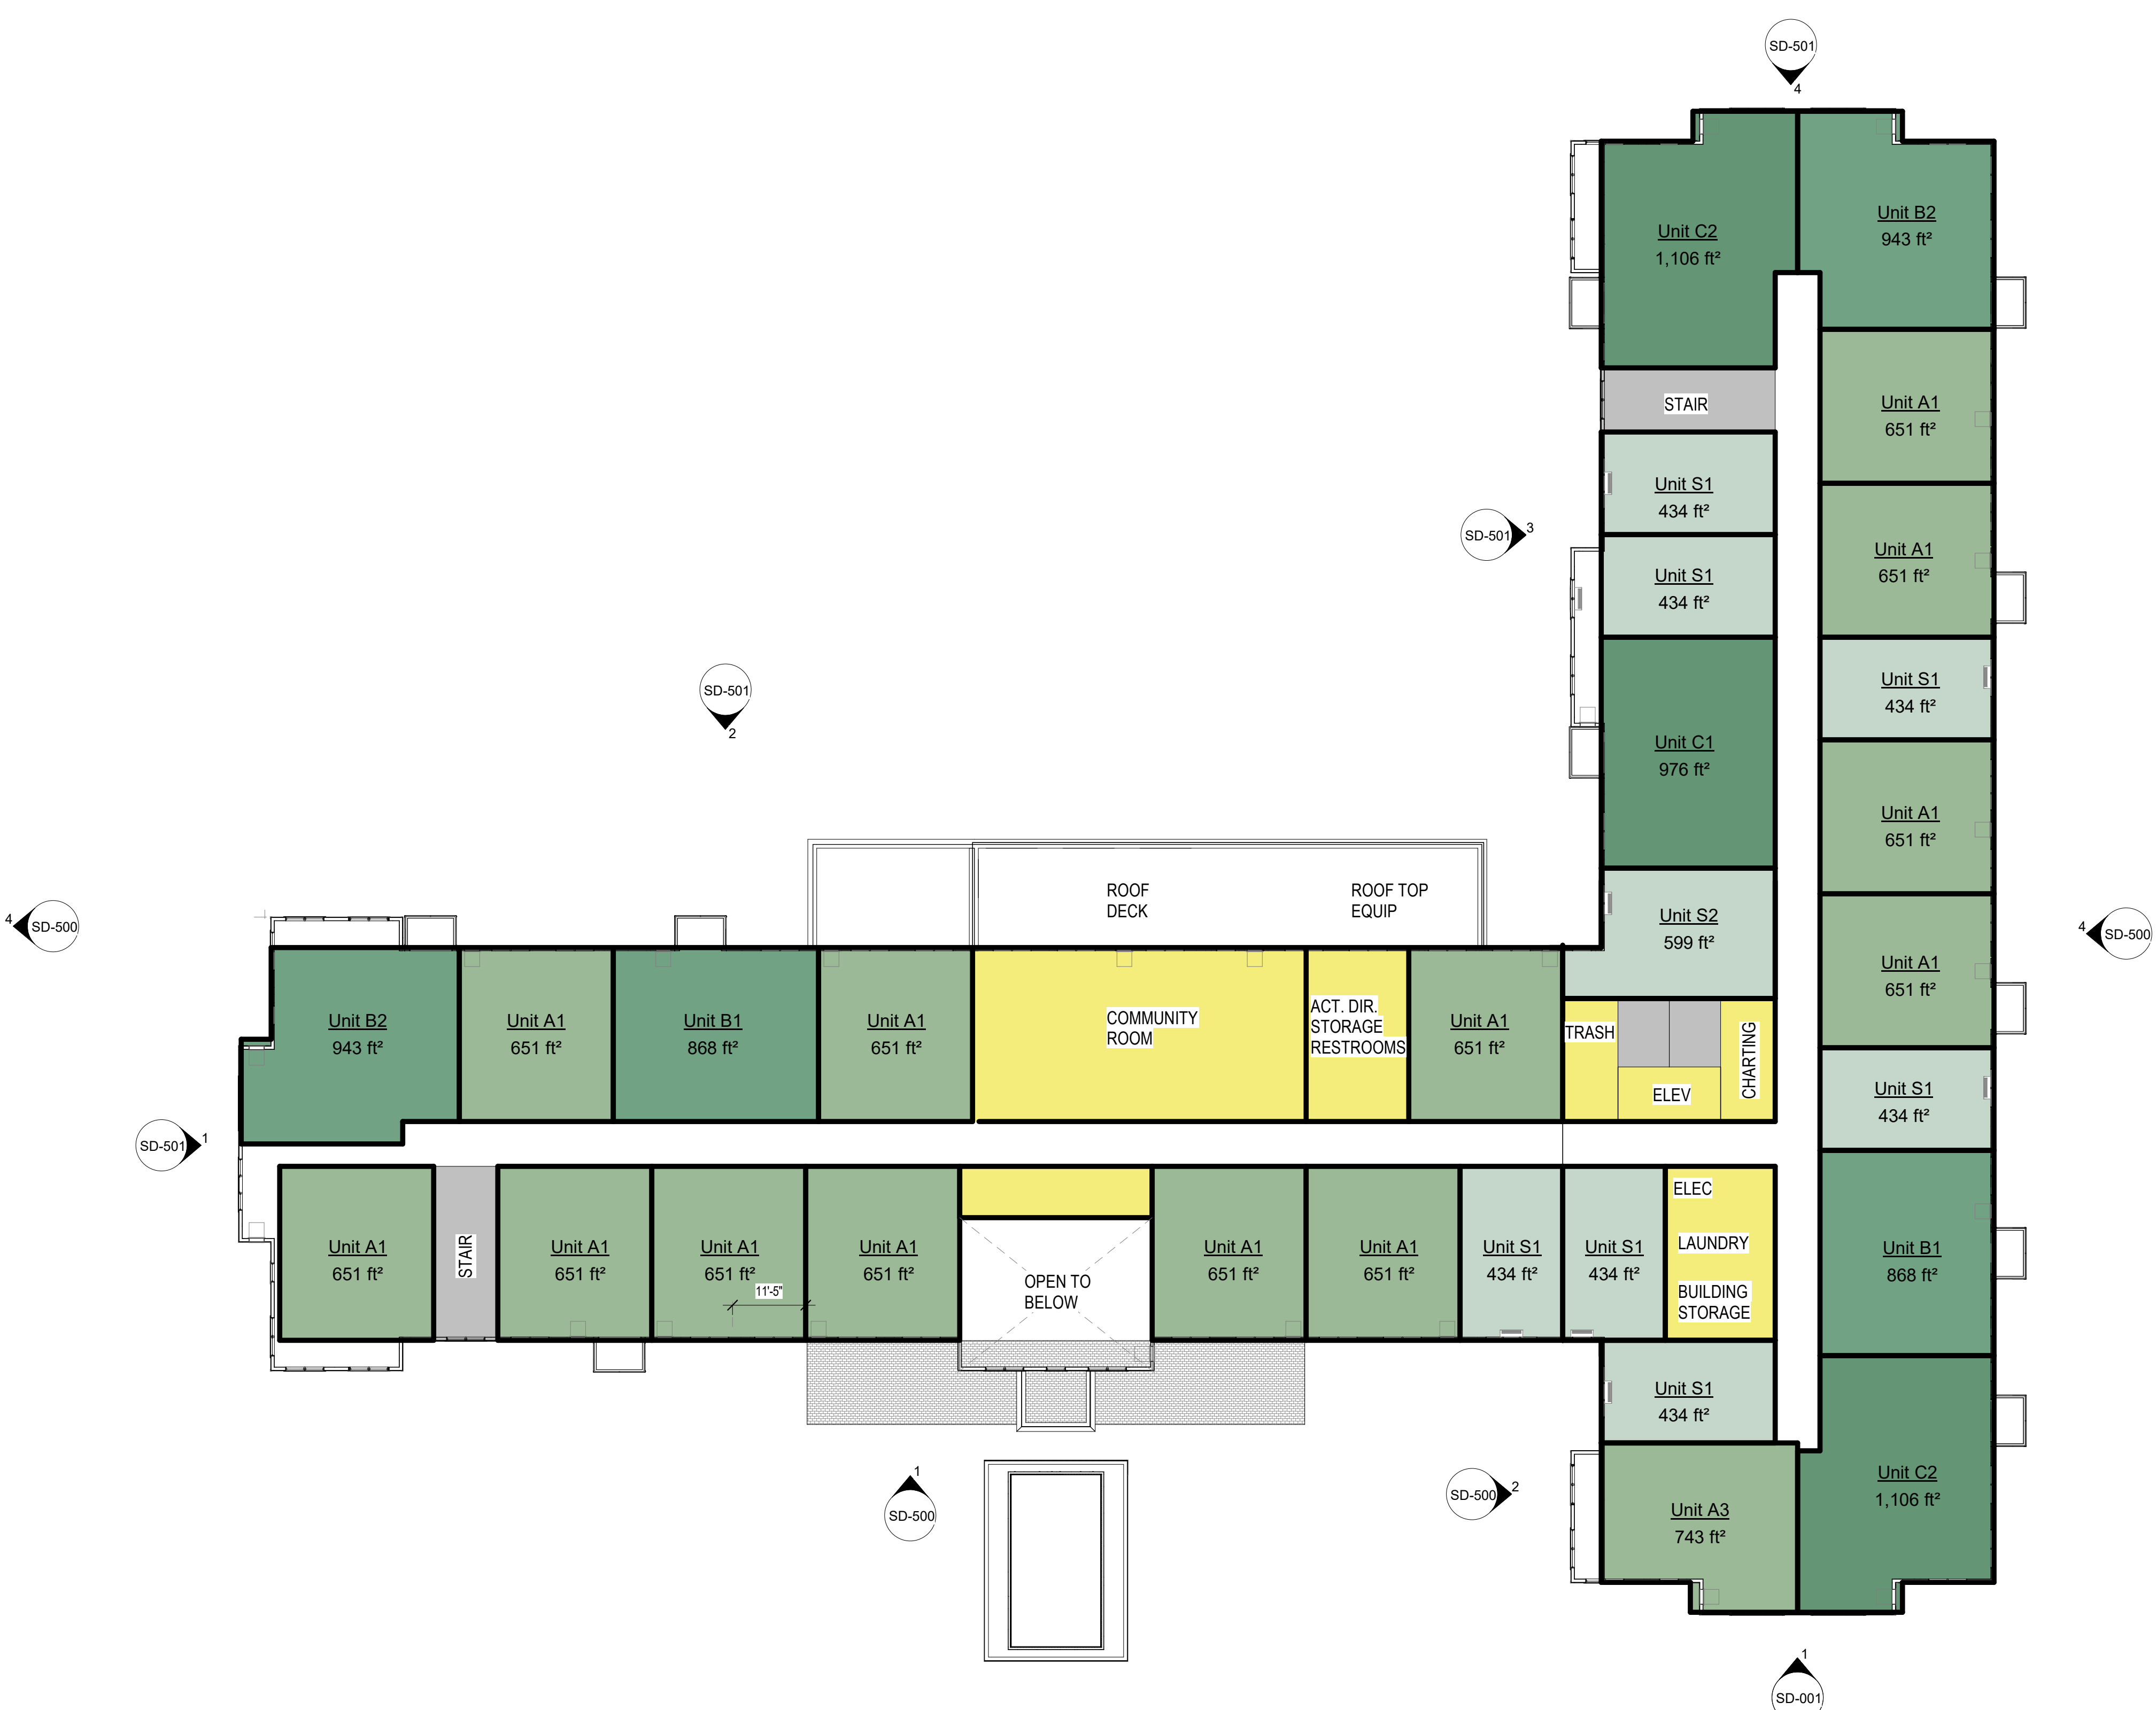 SD-501
4
Unit C2
1,106 ft²
Unit B2
943 ft²
STAIR
Unit A1
651 ft²
Unit S1
434 ft²
SD-501
3
Unit A1
651 ft²
Unit S1
434 ft²
Unit S1
434 ft²
SD-501
2
Unit C1
976 ft²
Unit A1
651 ft²
ROOF
DECK
ROOF TOP
EQUIP
Unit S2
599 ft²
Unit A1
651 ft²
4
SD-500
4
SD-500
Unit B2
943 ft²
Unit A1
651 ft²
Unit B1
868 ft²
Unit A1
651 ft²
COMMUNITY
ROOM
ACT. DIR.
STORAGE
RESTROOMS
Unit A1
651 ft²
TRASH
ELEV
CHARTING
Unit S1
434 ft²
SD-501
1
Unit A1
651 ft²
STAIR
Unit A1
651 ft²
Unit A1
651 ft²
11'-5"
Unit A1
651 ft²
OPEN TO
BELOW
Unit A1
651 ft²
Unit A1
651 ft²
Unit S1
434 ft²
Unit S1
434 ft²
ELEC
LAUNDRY
BUILDING
STORAGE
Unit B1
868 ft²
Unit S1
434 ft²
1
SD-500
SD-500
2
Unit A3
743 ft²
Unit C2
1,106 ft²
1
SD-001